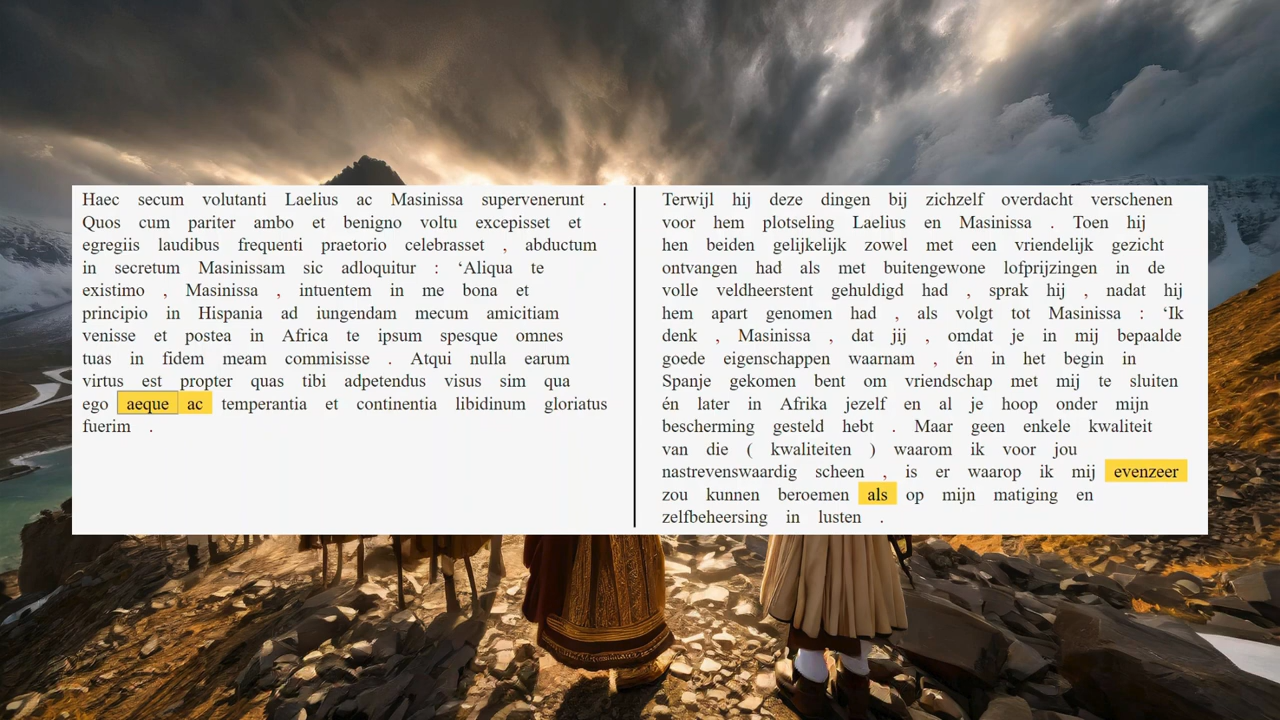 Haec secum volutanti Laelius ac Masinissa supervenerunt .
Quos cum pariter ambo et benigno voltu excepisset et
egregiis laudibus frequenti praetorio celebrasset , abductum
in secretum Masinissam sic adloquitur : ‘Aliqua te
existimo , Masinissa , intuentem in me bona et
principio in Hispania ad iungendam mecum amicitiam
venisse et postea in Africa te ipsum spesque omnes
tuas in fidem meam commisisse . Atqui nulla earum
virtus est propter quas tibi adpetendus visus sim qua
ego aeque ac temperantia et continentia libidinum gloriatus
fuerim .
Terwijl hij deze dingen bij zichzelf overdacht verschenen
voor hem plotseling Laelius en Masinissa . Toen hij
hen beiden gelijkelijk zowel met een vriendelijk gezicht
ontvangen had als met buitengewone lofprijzingen in de
volle veldheerstent gehuldigd had , sprak hij , nadat hij
hem apart genomen had , als volgt tot Masinissa : ‘Ik
denk , Masinissa , dat jij , omdat je in mij bepaalde
goede eigenschappen waarnam , én in het begin in
Spanje gekomen bent om vriendschap met mij te sluiten
én later in Afrika jezelf en al je hoop onder mijn
bescherming gesteld hebt . Maar geen enkele kwaliteit
van die ( kwaliteiten ) waarom ik voor jou
nastrevenswaardig scheen , is er waarop ik mij evenzeer
zou kunnen beroemen als op mijn matiging en
zelfbeheersing in lusten .